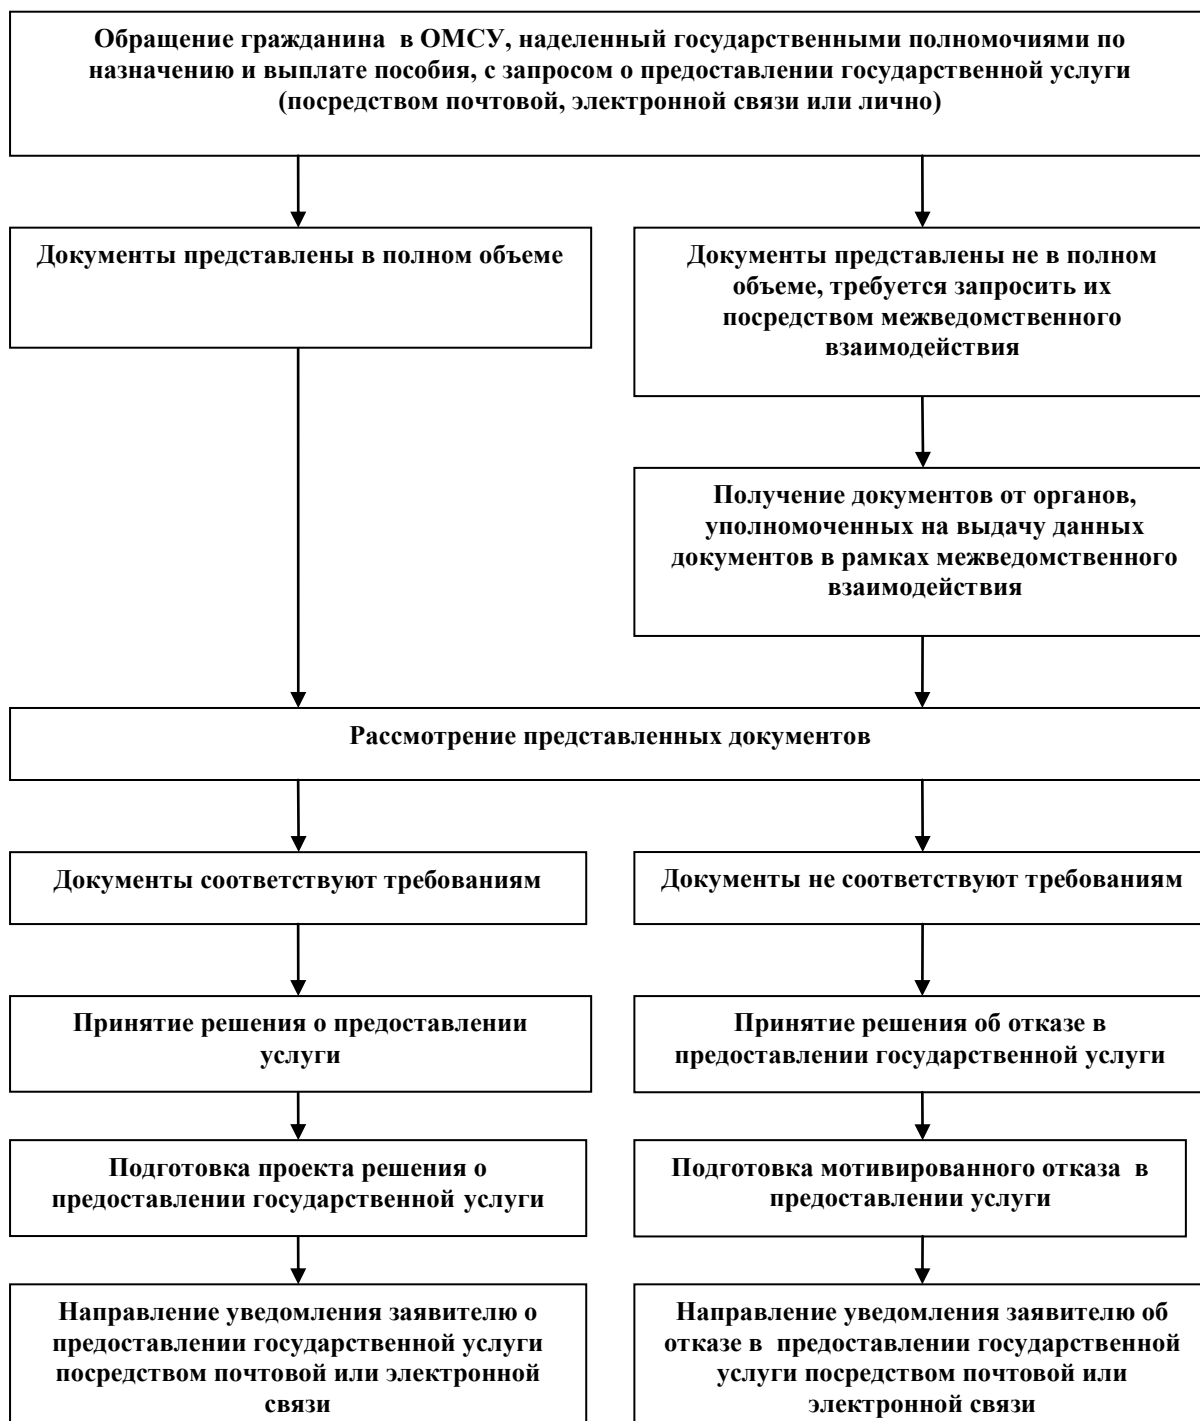 Обращение гражданина в ОМСУ, наделенный государственными полномочиями по
назначению и выплате пособия, с запросом о предоставлении государственной услуги
(посредством почтовой, электронной связи или лично)
Документы представлены в полном объеме
Документы представлены не в полном
объеме, требуется запросить их
посредством межведомственного
взаимодействия
Получение документов от органов,
уполномоченных на выдачу данных
документов в рамках межведомственного
взаимодействия
Рассмотрение представленных документов
Документы соответствуют требованиям
Документы не соответствуют требованиям
Принятие решения о предоставлении
услуги
Принятие решения об отказе в
предоставлении государственной услуги
Подготовка проекта решения о
предоставлении государственной услуги
Подготовка мотивированного отказа в
предоставлении услуги
Направление уведомления заявителю о
предоставлении государственной услуги
посредством почтовой или электронной
связи
Направление уведомления заявителю об
отказе в предоставлении государственной
услуги посредством почтовой или
электронной связи